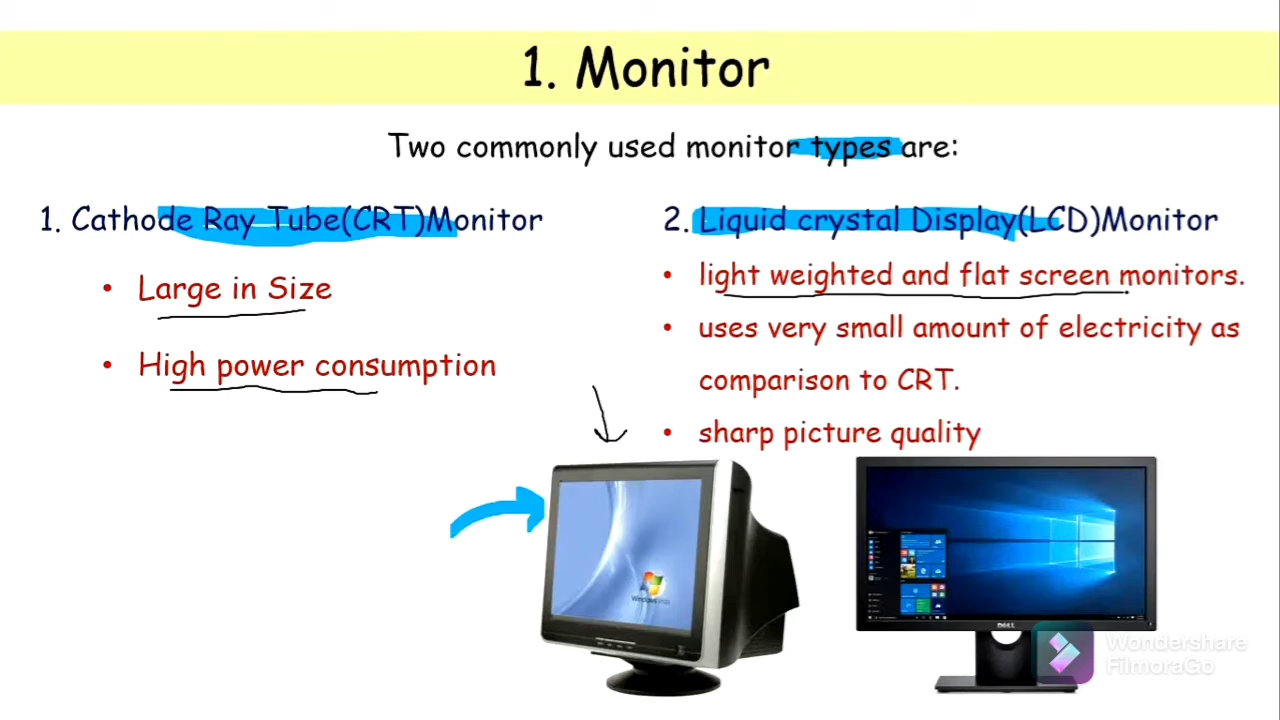 1. Monitor
Two commonly used monitor types are:
1. Cathode Ray Tube(CRT)Monitor
• Large in Size
• High power consumption
2. Liquid crystal Display(LCD)Monitor
• light weighted and flat screen monitors.
• uses very small amount of electricity as
comparison to CRT.
• sharp picture quality
DELL
Wondershare
FilmoraGo